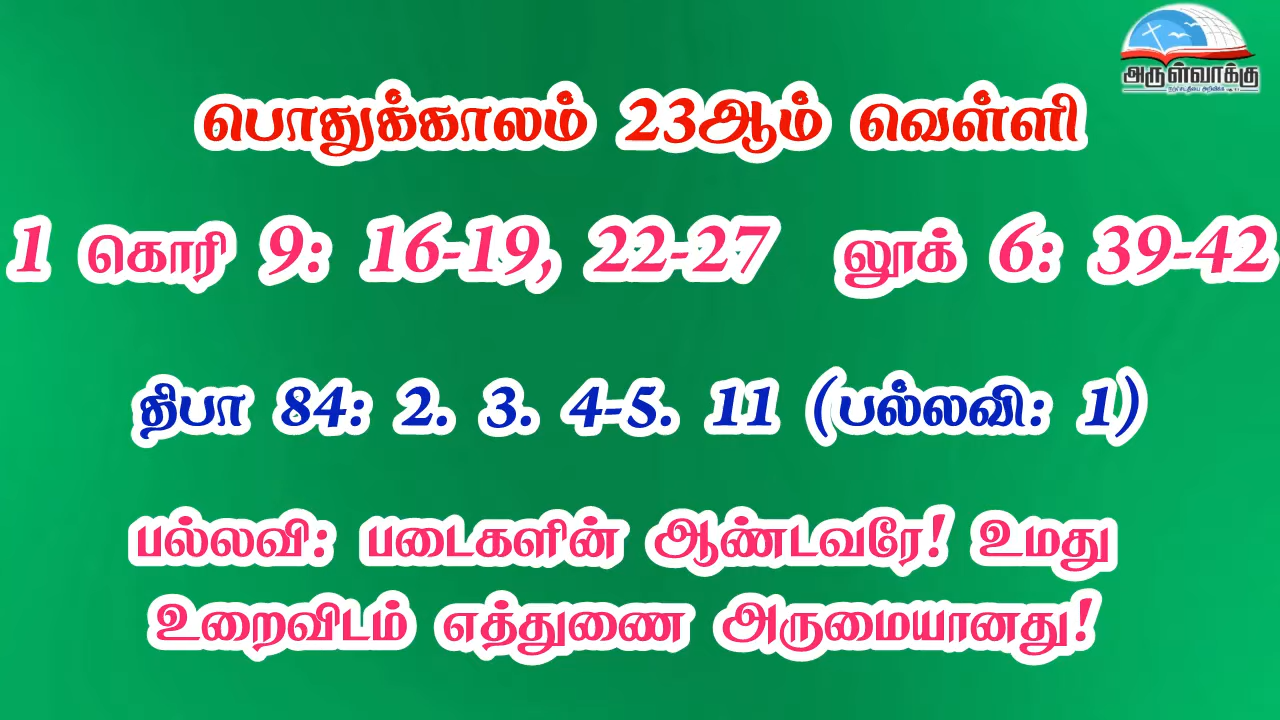 அருள்வாக்கு
பொதுக்காலம் 23ஆம் வெள்ளி
1 கொரி 9: 16-19, 22-27 லூக் 6: 39-42
திபா 84: 2. 3. 4-5. 11 (பல்லவி: 1)
பல்லவி: படைகளின் ஆண்டவரே! உமது
உறைவிடம் எத்துணை அருமையானது!